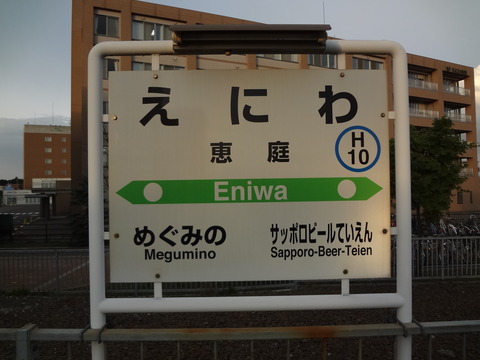 えにわ
恵庭
H
10
Eniwa
めぐみの
Megumino
サッポロビールていえん
Sapporo-Beer-Teien